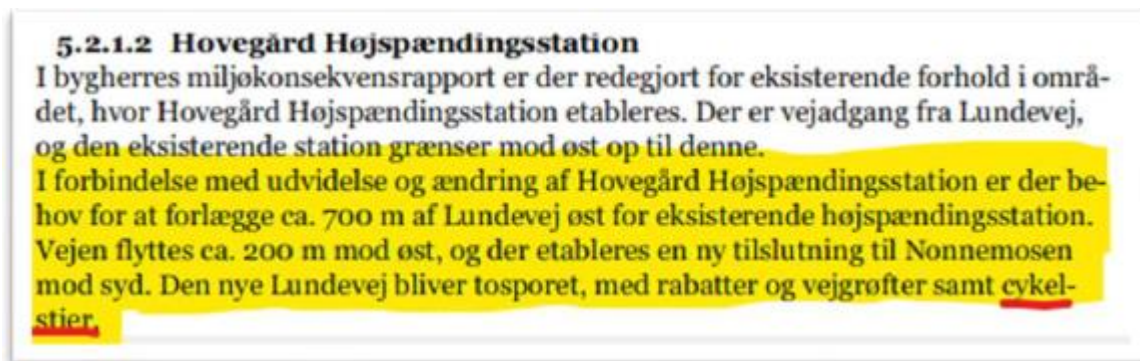 5.2.1.2 Hovegård Højspændingsstation
I bygherres miljøkonsekvensrapport er der redegjort for eksisterende forhold i områ-
det, hvor Hovegård Højspændingsstation etableres. Der er vejadgang fra Lundevej,
og den eksisterende station grænser mod øst op til denne.
I forbindelse med udvidelse og ændring af Hovegård Højspændingsstation er der be-
hov for at forlægge ca. 700 m af Lundevej øst for eksisterende højspændingsstation.
Vejen flyttes ca. 200 m mod øst, og der etableres en ny tilslutning til Nonnemosen
mod syd. Den nye Lundevej bliver tosporet, med rabatter og vejgrøfter samt cykel-
stier.